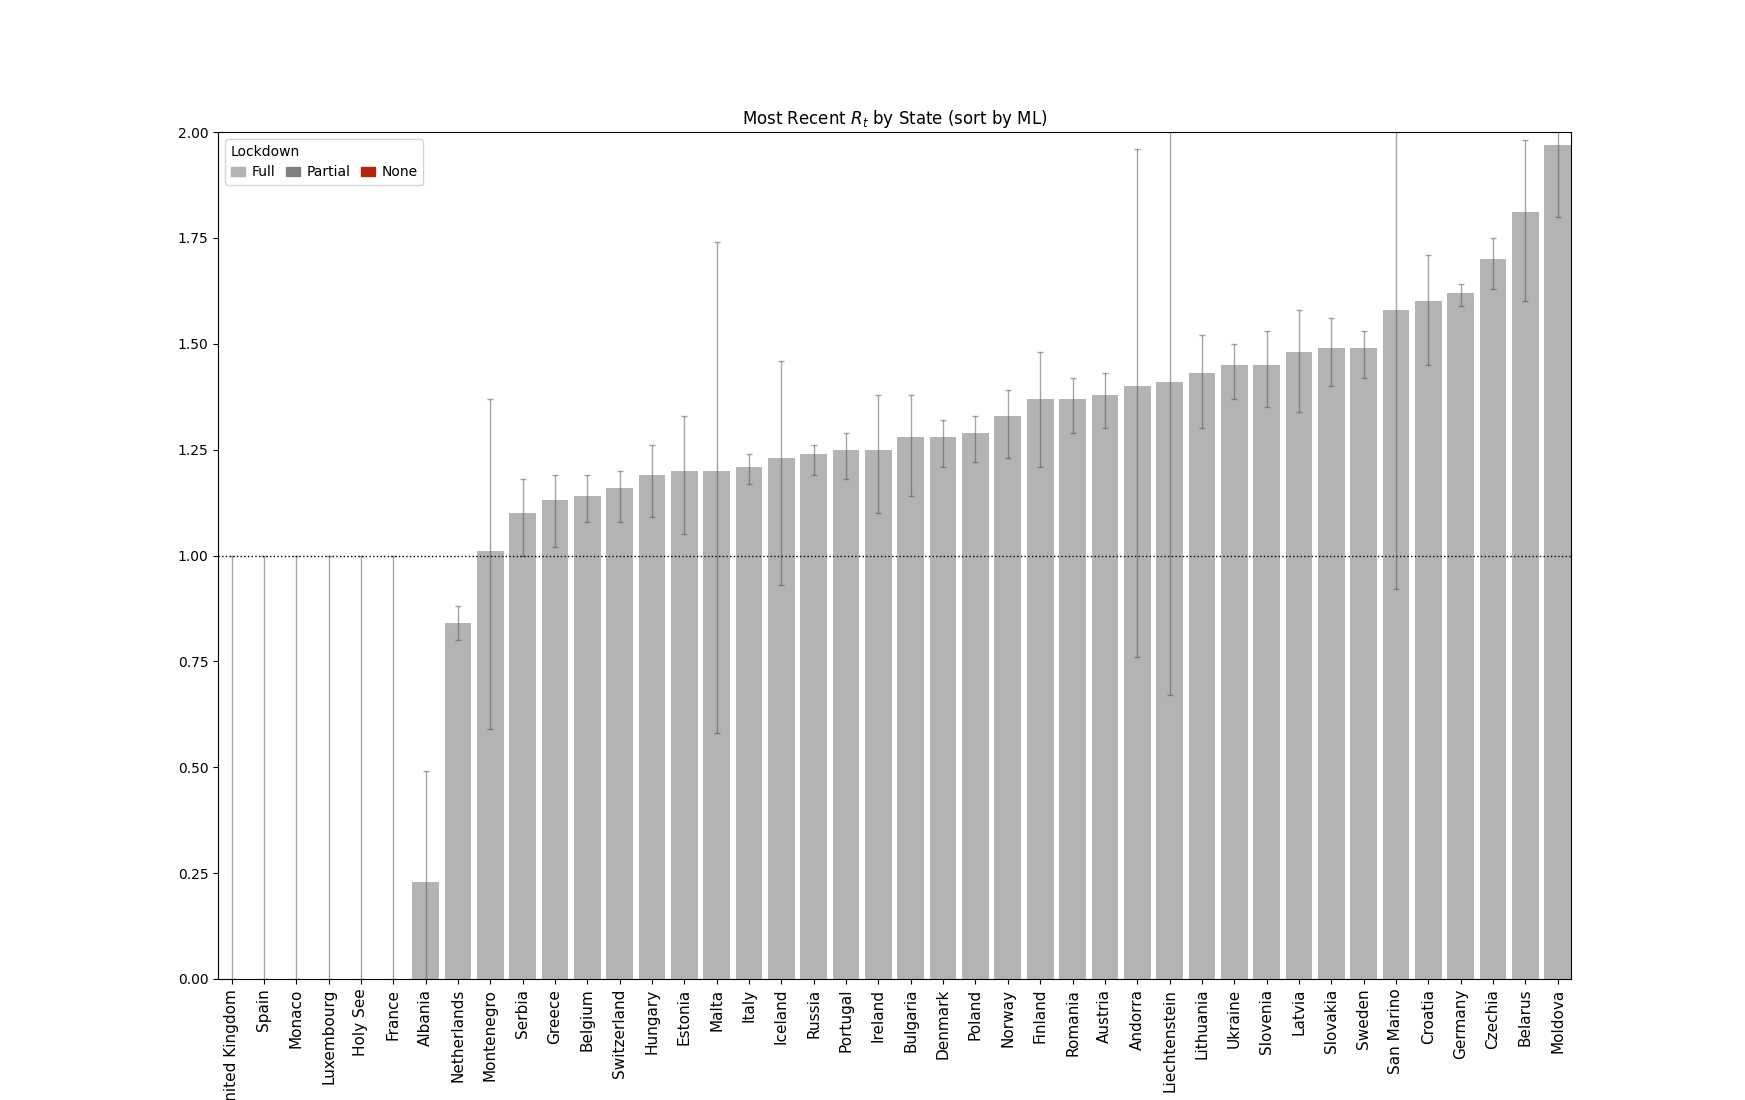 Most Recent Rt by State (sort by ML)
2.00
Lockdown
Full Partial None
1.75
1.50
1.25
1.00
0.75
0.50
0.25
0.00
nited Kingdom
Spain
Monaco
Luxembourg
Holy See
France
Albania
Netherlands
Montenegro
Serbia
Greece
Belgium
Switzerland
Hungary
Estonia
Malta
Italy
Iceland
Russia
Portugal
Ireland
Bulgaria
Denmark
Poland
Norway
Finland
Romania
Austria
Andorra
Liechtenstein
Lithuania
Ukraine
Slovenia
Latvia
Slovakia
Sweden
San Marino
Croatia
Germany
Czechia
Belarus
Moldova